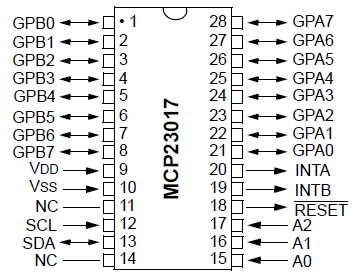 GPB0 1 28 GPA7
GPB1 2 27 GPA6
GPB2 3 26 GPA5
GPB3 4 25 GPA4
GPB4 5 24 GPA3
GPB5 6 23 GPA2
GPB6 7 22 GPA1
GPB7 8 21 GPA0
VDD 9 20 INTA
VSS 10 19 INTB
NC 11 18 RESET
SCL 12 17 A2
SDA 13 16 A1
NC 14 15 A0
MCP23017